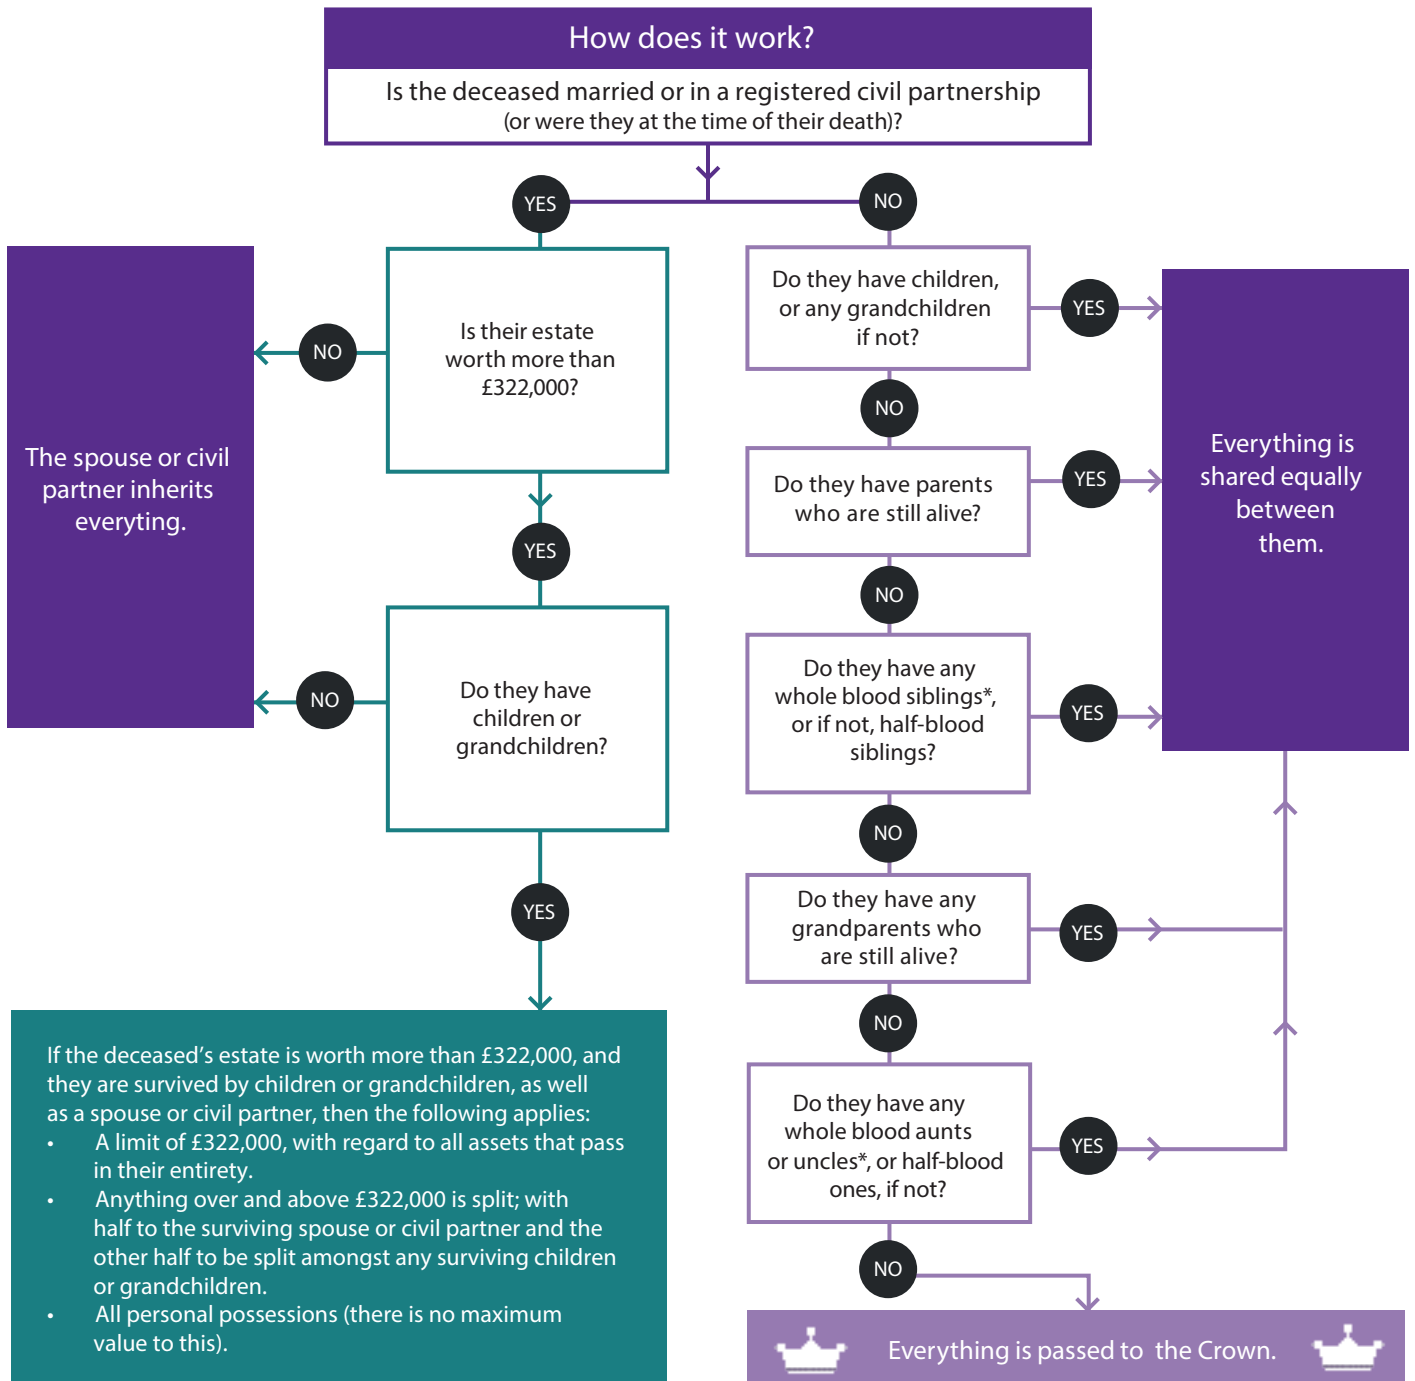 How does it work?
Is the deceased married or in a registered civil partnership
(or were they at the time of their death)?
YES
NO
Is their estate
worth more than
£322,000?
NO
The spouse or civil
partner inherits
everyting.
YES
Do they have
children or
grandchildren?
NO
YES
If the deceased’s estate is worth more than £322,000, and
they are survived by children or grandchildren, as well
as a spouse or civil partner, then the following applies:
• A limit of £322,000, with regard to all assets that pass
in their entirety.
• Anything over and above £322,000 is split; with
half to the surviving spouse or civil partner and the
other half to be split amongst any surviving children
or grandchildren.
• All personal possessions (there is no maximum
value to this).
Do they have children,
or any grandchildren
if not?
YES
Everything is
shared equally
between
them.
NO
Do they have parents
who are still alive?
YES
NO
Do they have any
whole blood siblings*,
or if not, half-blood
siblings?
YES
NO
Do they have any
grandparents who
are still alive?
YES
NO
Do they have any
whole blood aunts
or uncles*, or half-blood
ones, if not?
YES
NO
Everything is passed to the Crown.